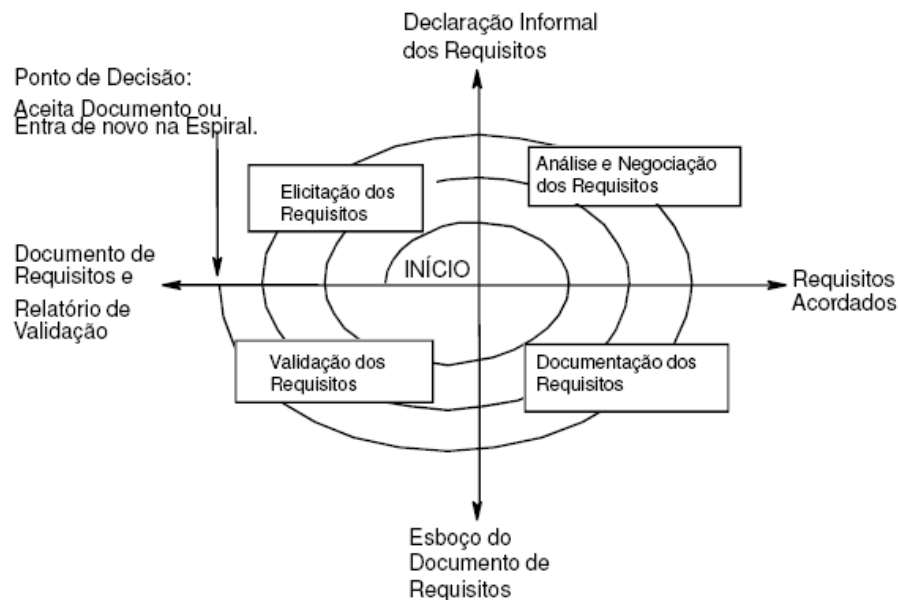 Declaração Informal
dos Requisitos
Ponto de Decisão:
Aceita Documento ou
Entra de novo na Espiral.
Elicitação dos
Requisitos
Análise e Negociação
dos Requisitos
Documento de
Requisitos e
Relatório de
Validação
INÍCIO
Requisitos
Acordados
Validação dos
Requisitos
Documentação dos
Requisitos
Esboço do
Documento de
Requisitos